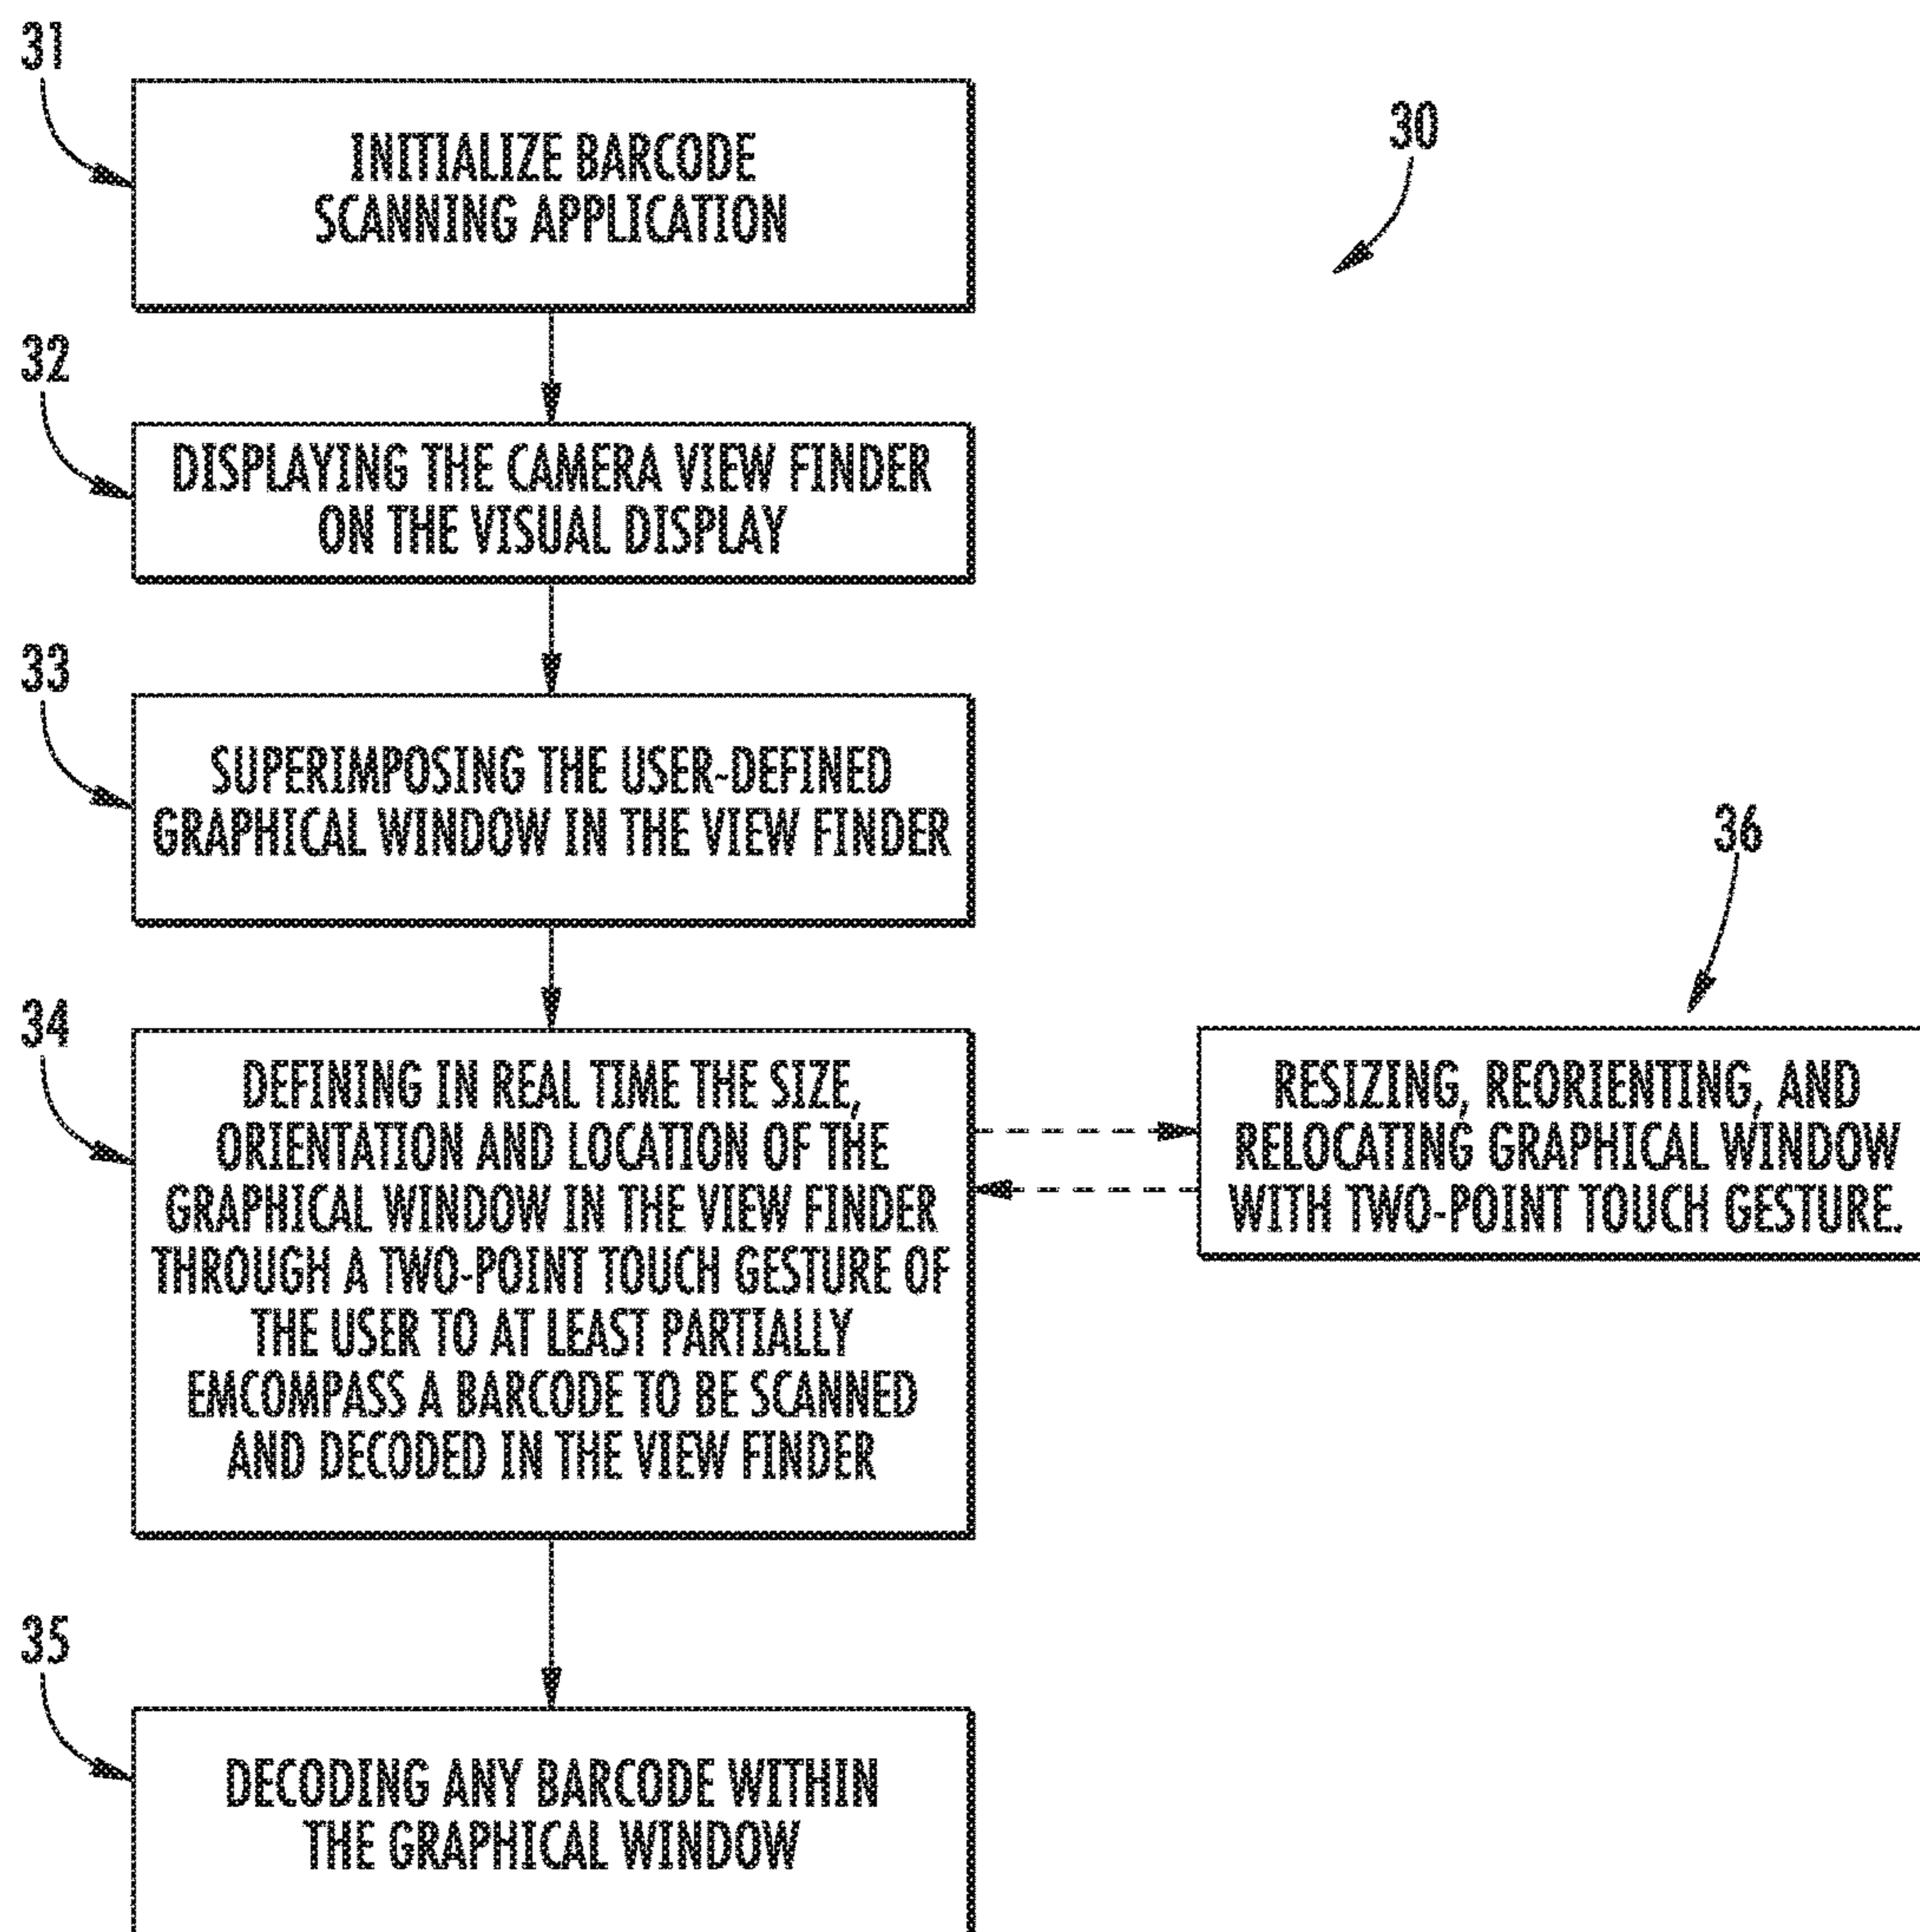 31
INITIALIZE BARCODE
SCANNING APPLICATION
30
32
DISPLAYING THE CAMERA VIEW FINDER
ON THE VISUAL DISPLAY
33
SUPERIMPOSING THE USER-DEFINED
GRAPHICAL WINDOW IN THE VIEW FINDER
34
DEFINING IN REAL TIME THE SIZE,
ORIENTATION AND LOCATION OF THE
GRAPHICAL WINDOW IN THE VIEW FINDER
THROUGH A TWO-POINT TOUCH GESTURE OF
THE USER TO AT LEAST PARTIALLY
EMCOMPASS A BARCODE TO BE SCANNED
AND DECODED IN THE VIEW FINDER
36
RESIZING, REORIENTING, AND
RELOCATING GRAPHICAL WINDOW
WITH TWO-POINT TOUCH GESTURE.
35
DECODING ANY BARCODE WITHIN
THE GRAPHICAL WINDOW